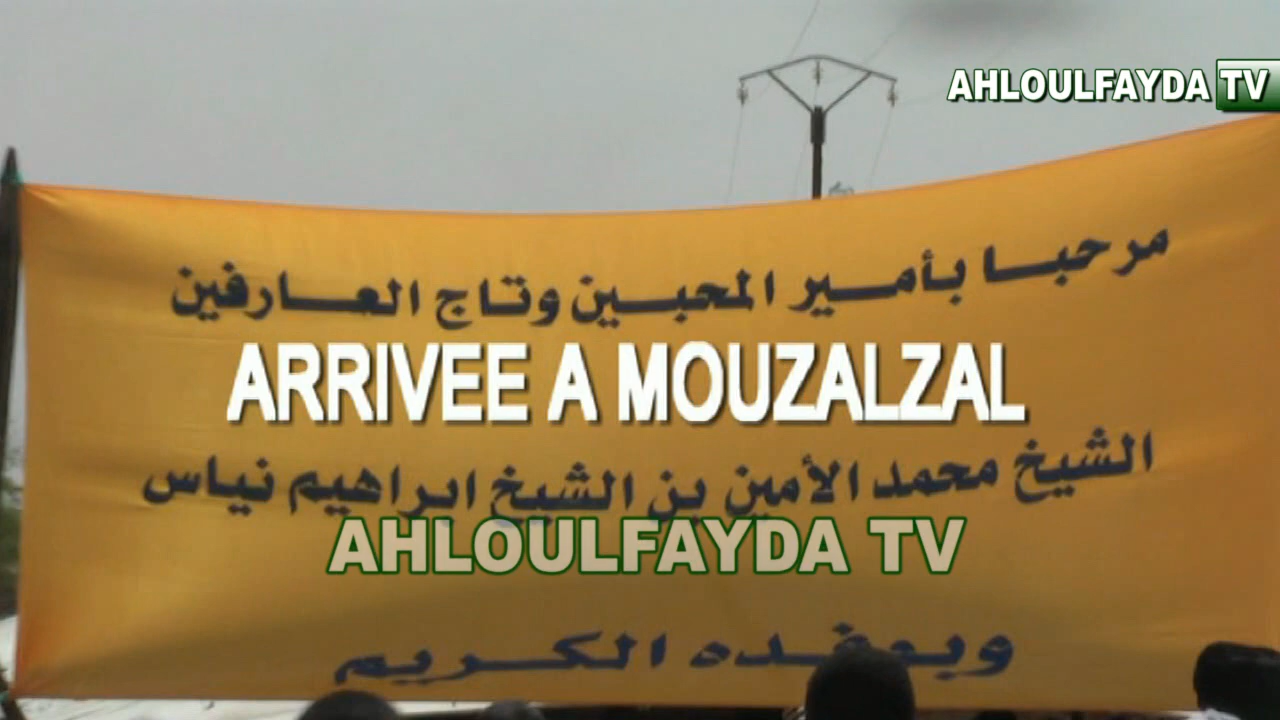 AHLOULFAYDA TV
مرحبا بأمير المحبين وتاج العارفين
ARRIVEE A MOUZALZAL
الشيخ محمد الأمين بن الشيخ ابراهيم نياس
AHLOULFAYDA TV
وبوفده الكريم